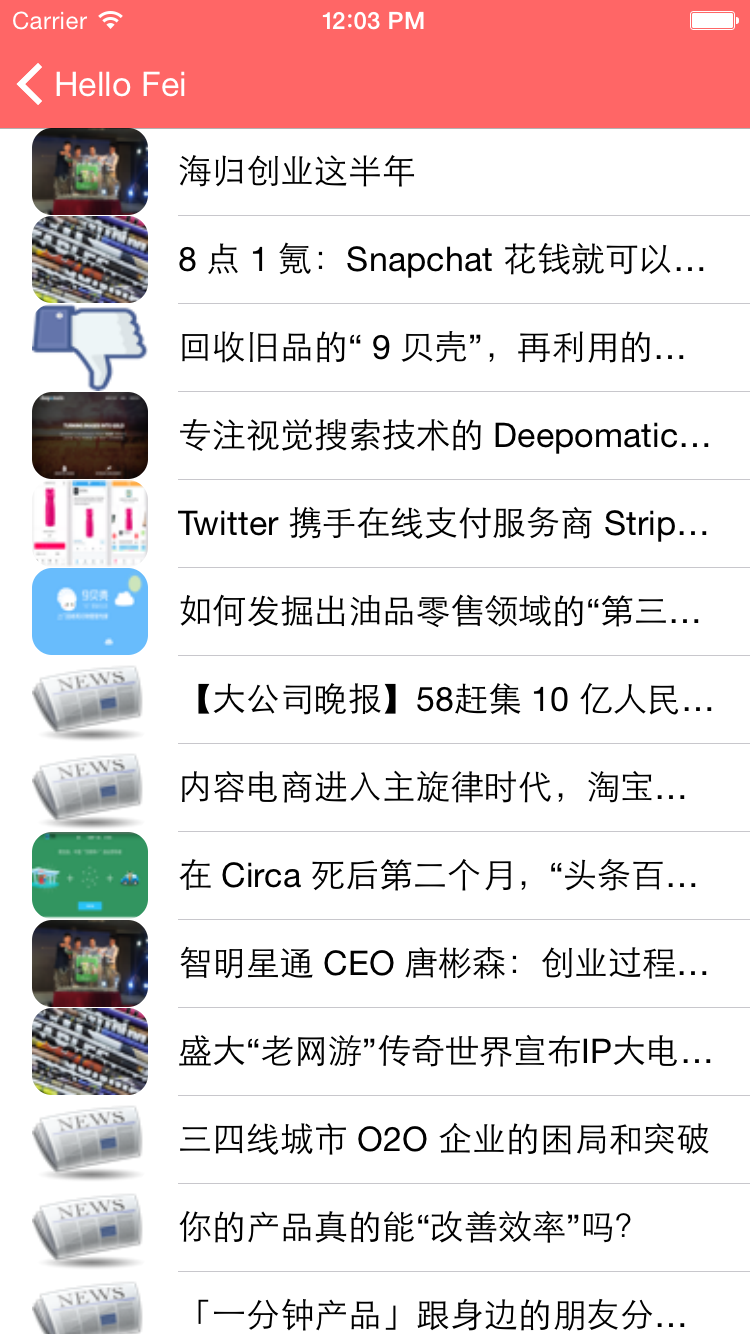 Carrier
12:03 PM
Hello Fei
海归创业这半年
8 点 1 氪：Snapchat 花钱就可以...
回收旧品的“ 9 贝壳”，再利用的...
专注视觉搜索技术的 Deepomatic...
Twitter 携手在线支付服务商 Strip...
如何发掘出油品零售领域的“第三...
9贝壳
【大公司晚报】58赶集 10 亿人民...
NEWS
内容电商进入主旋律时代，淘宝...
NEWS
在 Circa 死后第二个月，“头条百...
智明星通 CEO 唐彬森：创业过程...
盛大“老网游”传奇世界宣布IP大电...
三四线城市 O2O 企业的困局和突破
NEWS
你的产品真的能“改善效率”吗？
NEWS
「一分钟产品」跟身边的朋友分...
NEWS